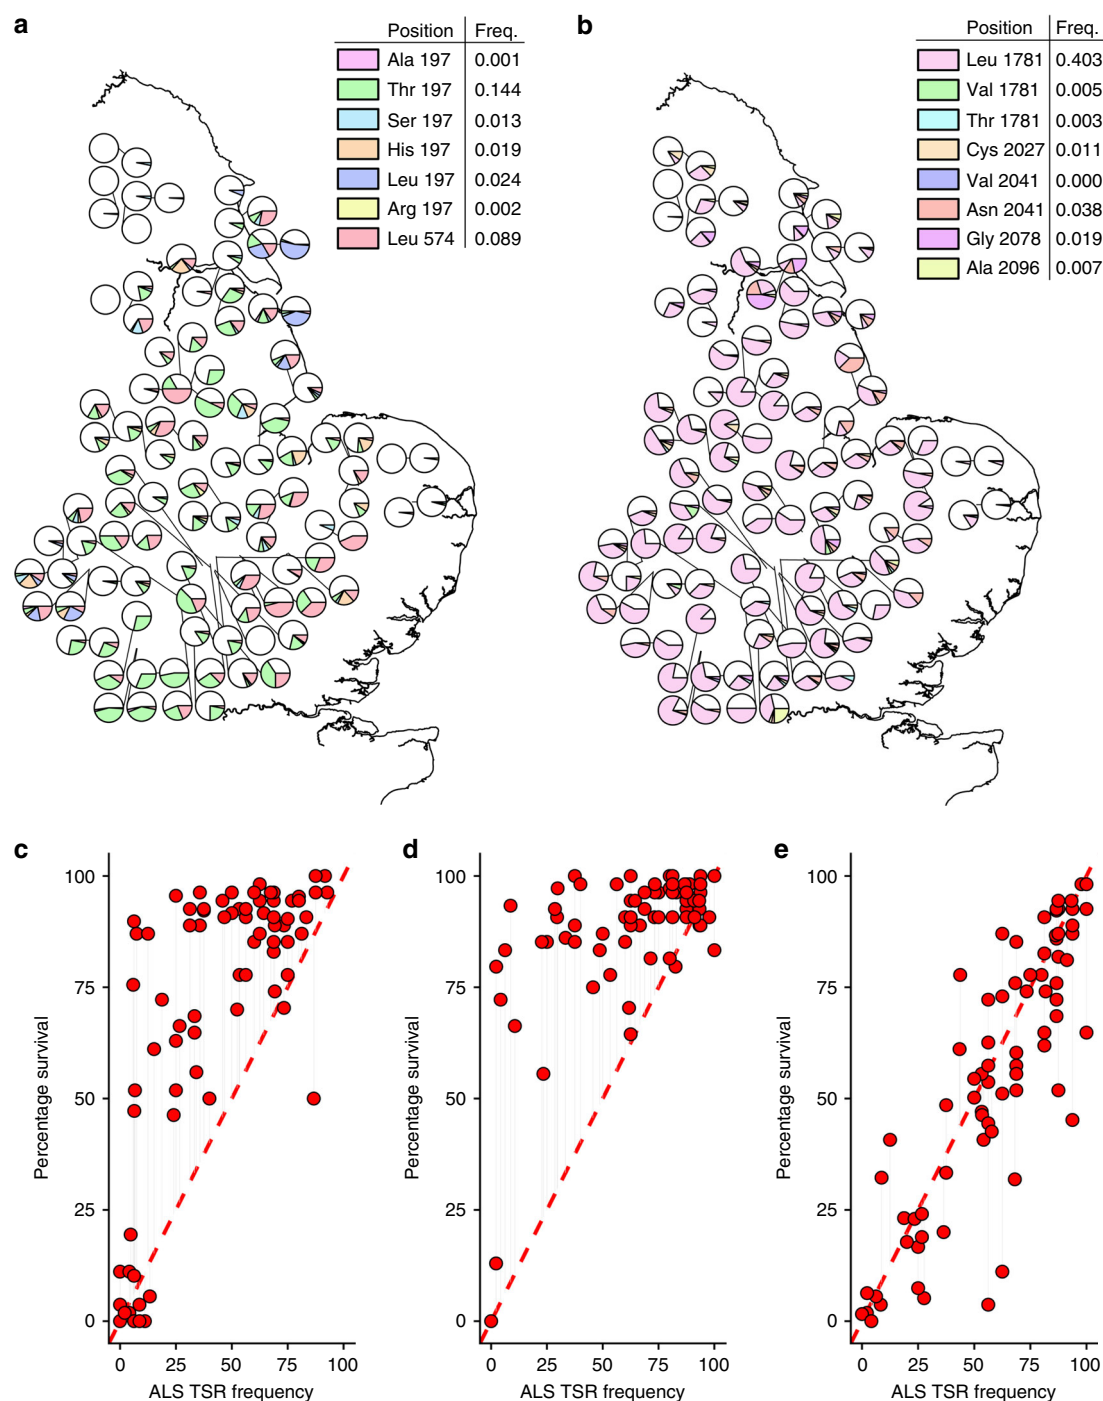 a
Position Freq.
Ala 197 0.001
Thr 197 0.144
Ser 197 0.013
His 197 0.019
Leu 197 0.024
Arg 197 0.002
Leu 574 0.089
b
Position Freq.
Leu 1781 0.403
Val 1781 0.005
Thr 1781 0.003
Cys 2027 0.011
Val 2041 0.000
Asn 2041 0.038
Gly 2078 0.019
Ala 2096 0.007
c
Percentage survival
100
75
50
25
0
0 25 50 75 100
ALS TSR frequency
d
Percentage survival
100
75
50
25
0
0 25 50 75 100
ALS TSR frequency
e
Percentage survival
100
75
50
25
0
0 25 50 75 100
ALS TSR frequency